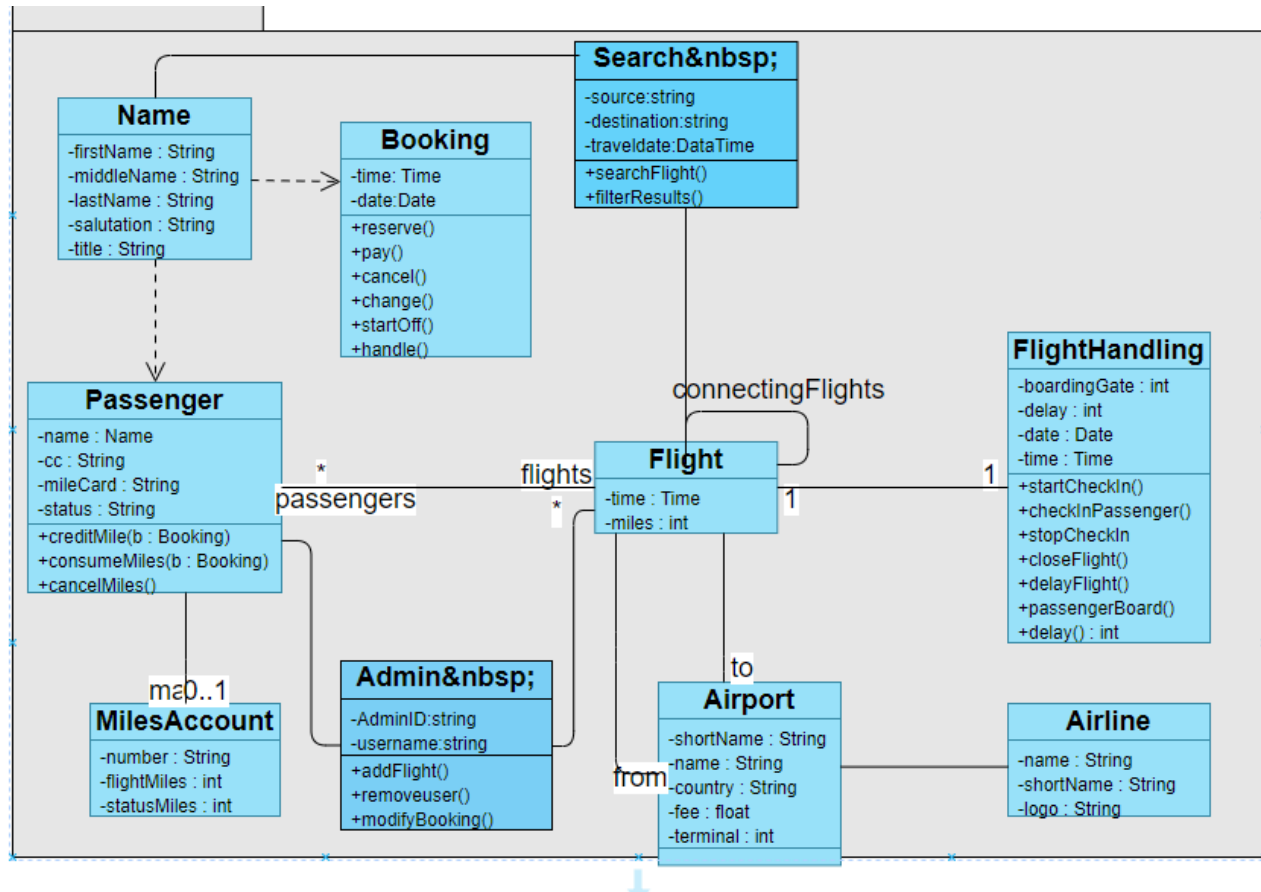 Search&nbsp;
-source:string
-destination:string
-traveldate:DataTime
+searchFlight()
+filterResults()
Name
-firstName : String
-middleName : String
-lastName : String
-salutation : String
-title : String
Booking
-time: Time
-date:Date
+reserve()
+pay()
+cancel()
+change()
+startOff()
+handle()
FlightHandling
-boardingGate : int
-delay : int
-date : Date
-time : Time
+startCheckIn()
+checkInPassenger()
+stopCheckIn
+closeFlight()
+delayFlight()
+passengerBoard()
+delay() : int
connectingFlights
Passenger
-name : Name
-cc : String
-mileCard : String
-status : String
+creditMile(b : Booking)
+consumeMiles(b : Booking)
+cancelMiles()
*
passengers
flights
*
Flight
-time : Time
-miles : int
1
1
ma0..1
MilesAccount
-number : String
-flightMiles : int
-statusMiles : int
Admin&nbsp;
-AdminID:string
-username:string
+addFlight()
+removeuser()
+modifyBooking()
to
from
Airport
-shortName : String
-name : String
-country : String
-fee : float
-terminal : int
Airline
-name : String
-shortName : String
-logo : String